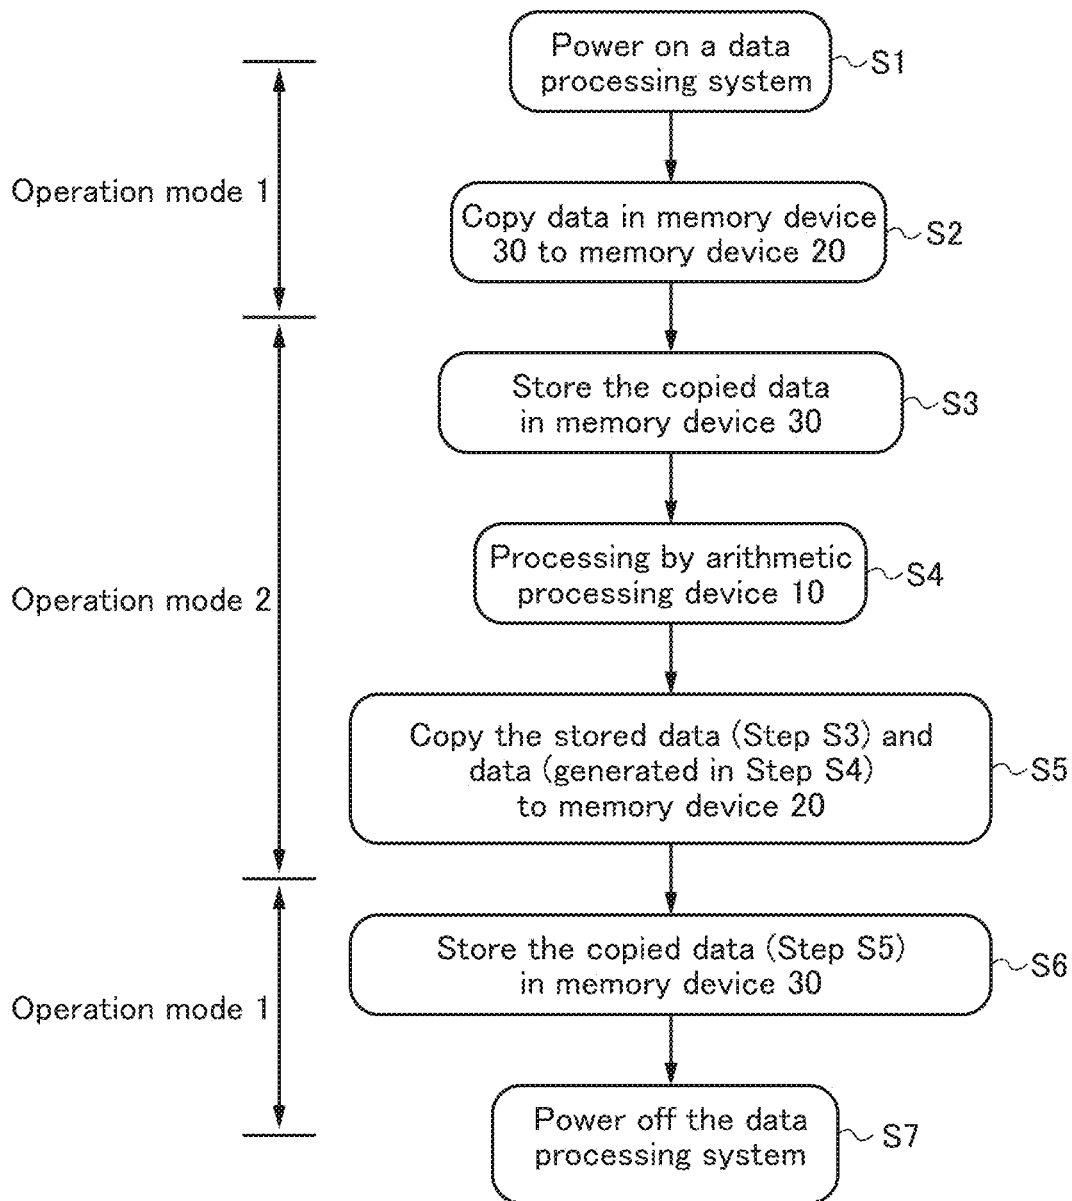 Power on a data
processing system
S1
Operation mode 1
Copy data in memory device
30 to memory device 20
S2
Store the copied data
in memory device 30
S3
Operation mode 2
Processing by arithmetic
processing device 10
S4
Copy the stored data (Step S3) and
data (generated in Step S4)
to memory device 20
S5
Store the copied data (Step S5)
in memory device 30
S6
Operation mode 1
Power off the data
processing system
S7